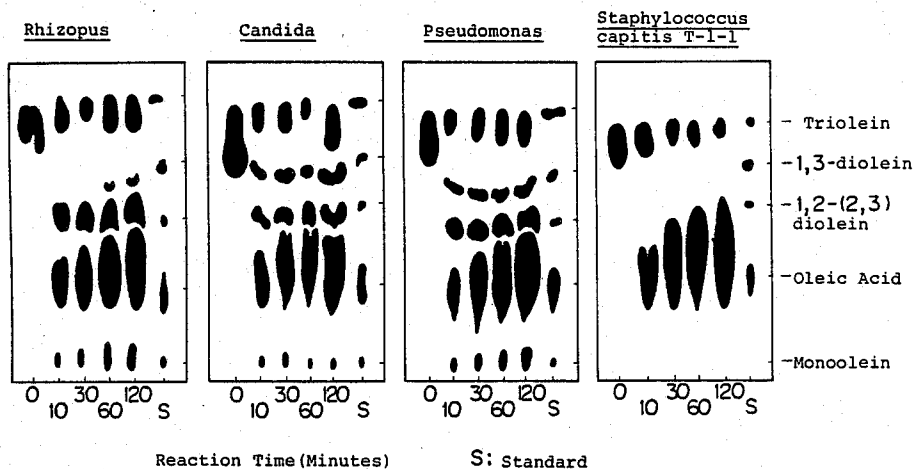 Rhizopus
Candida
Pseudomonas
Staphylococcus
capitis T-1-1
- Triolein
-1,3-diolein
-1,2-(2,3)
diolein
-Oleic Acid
-Monoolein
0 30 120
10 60 S
0 30 120
10 60 S
0 30 120
10 60 S
0 30 120
10 60 S
Reaction Time(Minutes)
S: Standard